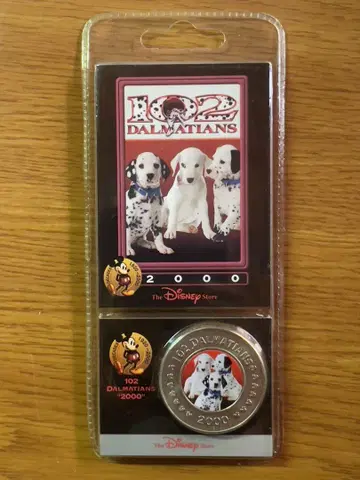 102
DALMATIANS
2000
The Disney Store
102
DALMATIANS
"2000"
102 DALMATIANS
2000
The Disney Store